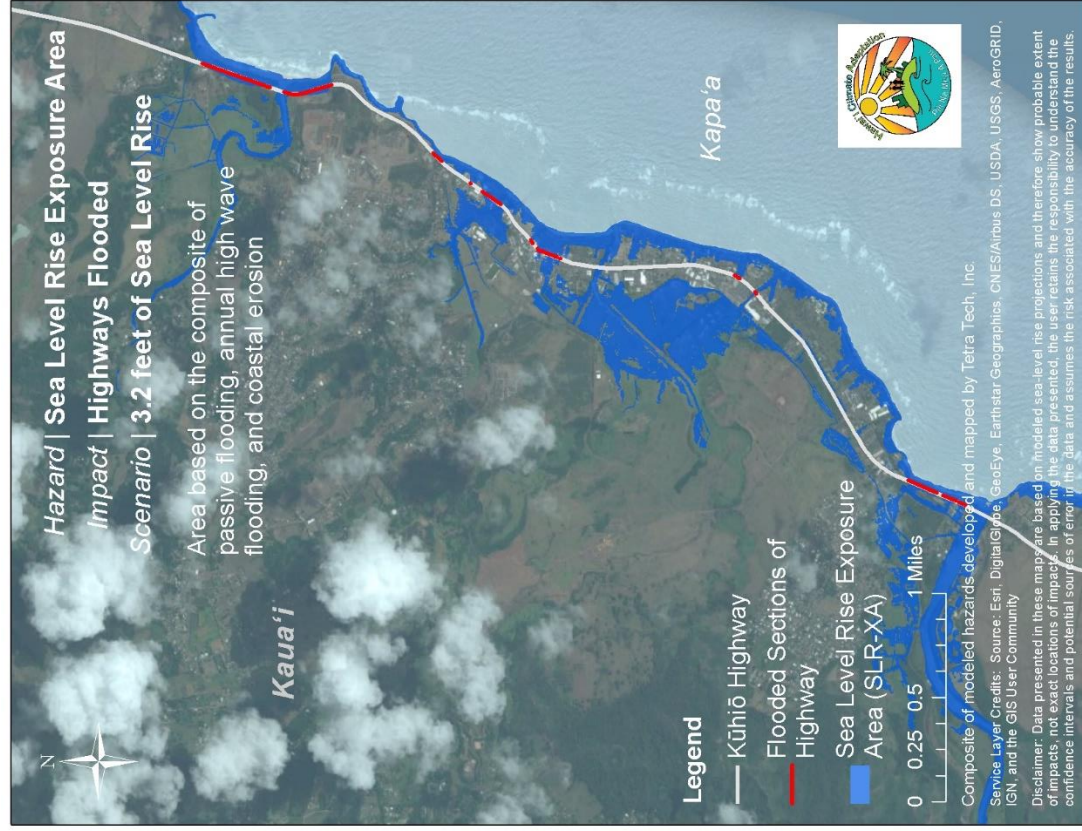 Hazard | Sea Level Rise Exposure Area
Impact | Highways Flooded
Scenario | 3.2 feet of Sea Level Rise
Area based on the composite of
passive flooding, annual high wave
flooding, and coastal erosion
N
Kauaʻi
Kapaʻa
Legend
Kūhiō Highway
Flooded Sections of
Highway
Sea Level Rise Exposure
Area (SLR-XA)
0 0.25 0.5 1 Miles
Hawaiʻi Climate Adaptation
Composite of modeled hazards developed and mapped by Tetra Tech, Inc.
Service Layer Credits: Source: Esri, DigitalGlobe, GeoEye, Earthstar Geographics, CNES/Airbus DS, USDA, USGS, AeroGRID,
IGN, and the GIS User Community
Disclaimer: Data presented in these maps are based on modeled sea-level rise projections and therefore show probable extent
of impacts, not exact locations of impacts. In applying the data presented, the user retains the responsibility to understand the
confidence intervals and potential sources of error in the data and assumes the risk associated with the accuracy of the results.